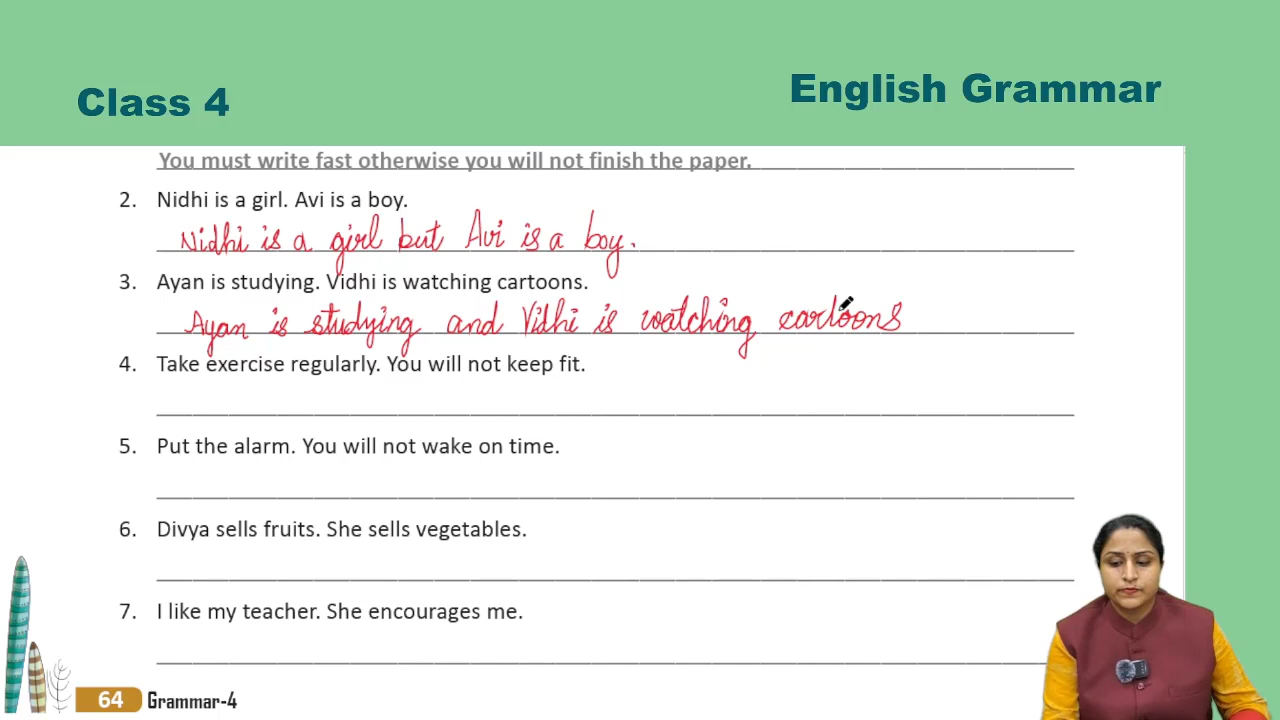 Class 4
English Grammar
You must write fast otherwise you will not finish the paper.
2. Nidhi is a girl. Avi is a boy.
Nidhi is a girl but Avi is a boy.
3. Ayan is studying. Vidhi is watching cartoons.
Ayan is studying and Vidhi is watching cartoons
4. Take exercise regularly. You will not keep fit.
5. Put the alarm. You will not wake on time.
6. Divya sells fruits. She sells vegetables.
7. I like my teacher. She encourages me.
64 Grammar-4